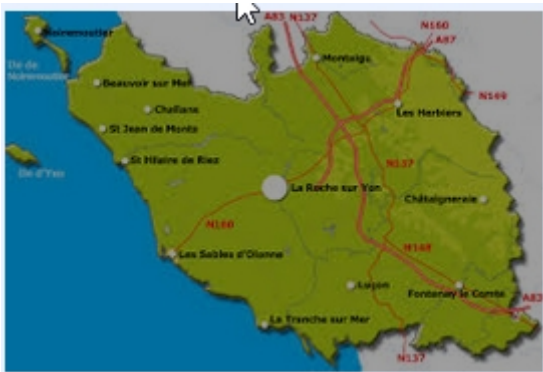 A83 N137
N160
A87
Noirmoutier
Montaigu
Ile de
Noirmoutier
Beauvoir sur Mer
N149
Challans
Les Herbiers
St Jean de Monts
St Hilaire de Riez
N137
Ile d'Yeu
La Roche sur Yon
Châtaigneraie
N160
N148
Les Sables d'Olonne
Luçon
Fontenay le Comte
A83
La Tranche sur Mer
N137